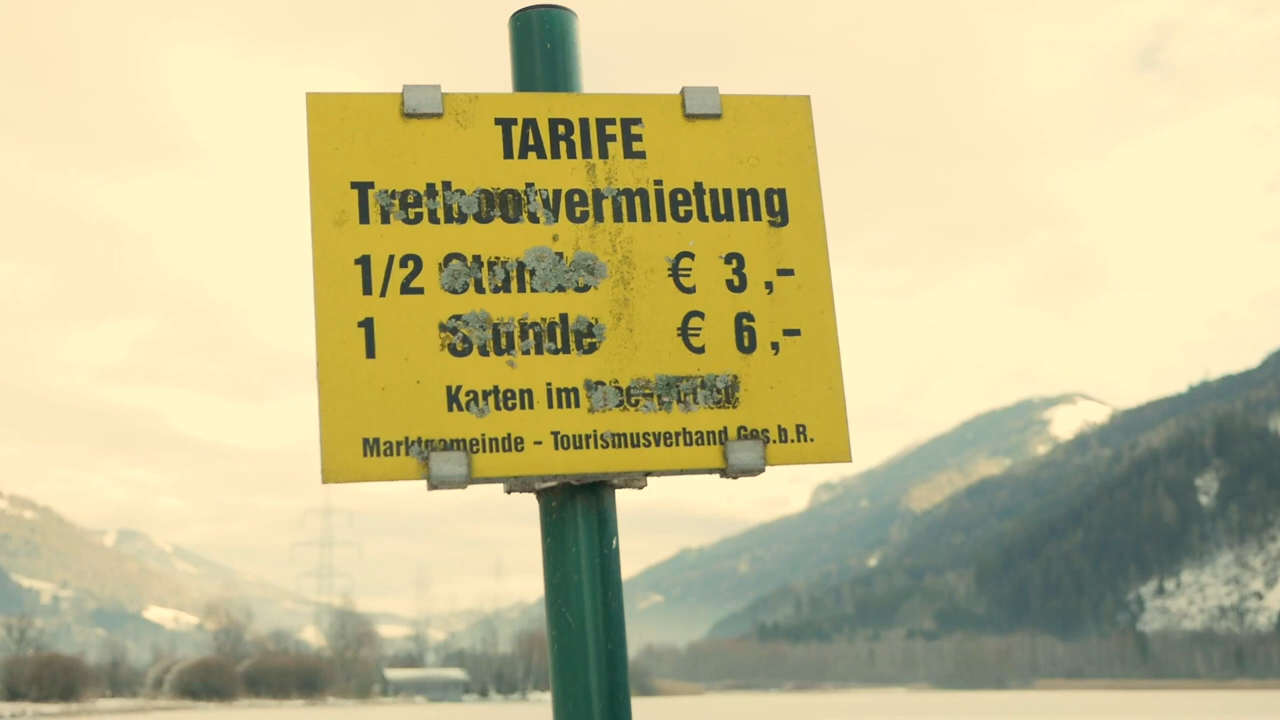 TARIFE
Tretbootvermietung
1/2 Stunde € 3 ,-
1 Stunde € 6 ,-
Karten im
Marktgemeinde - Tourismusverband Ges.b.R.